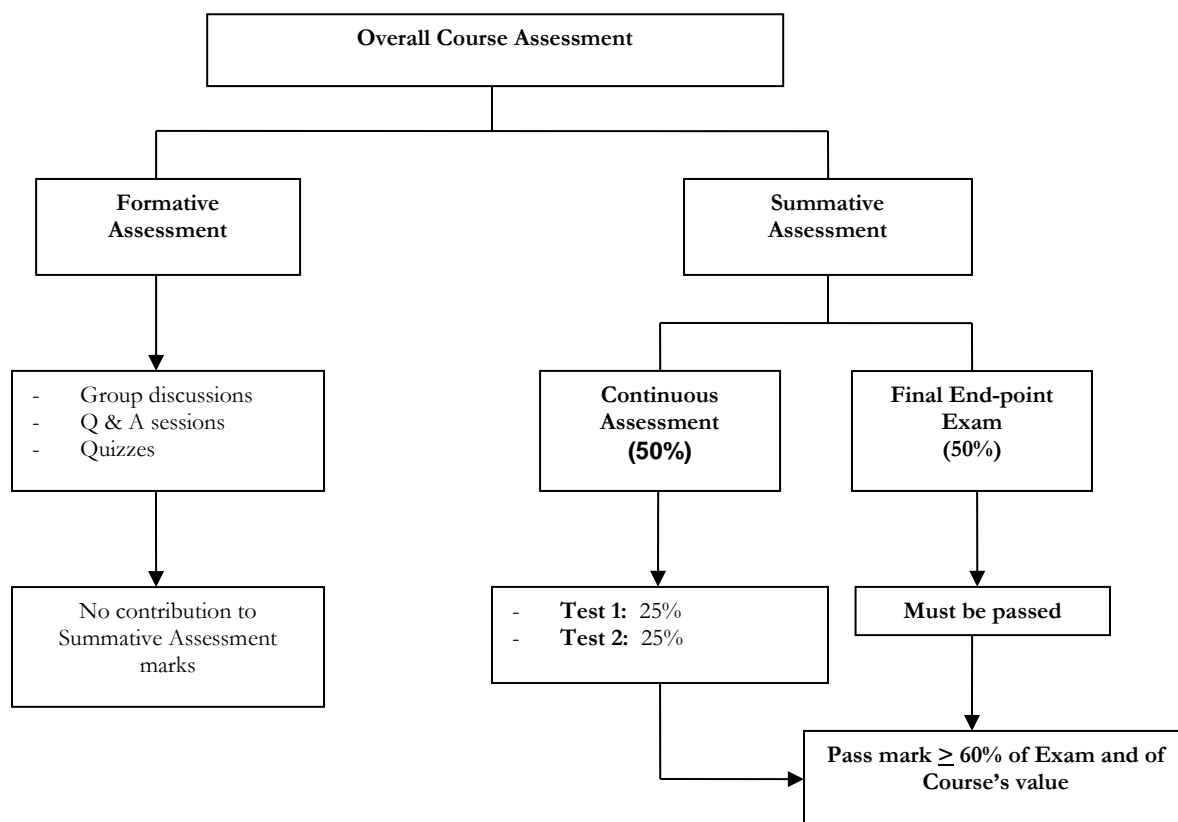 Overall Course Assessment
Formative
Assessment
Summative
Assessment
- Group discussions
- Q & A sessions
- Quizzes
Continuous
Assessment
(50%)
Final End-point
Exam
(50%)
No contribution to
Summative Assessment
marks
- Test 1: 25%
- Test 2: 25%
Must be passed
Pass mark ≥ 60% of Exam and of
Course’s value